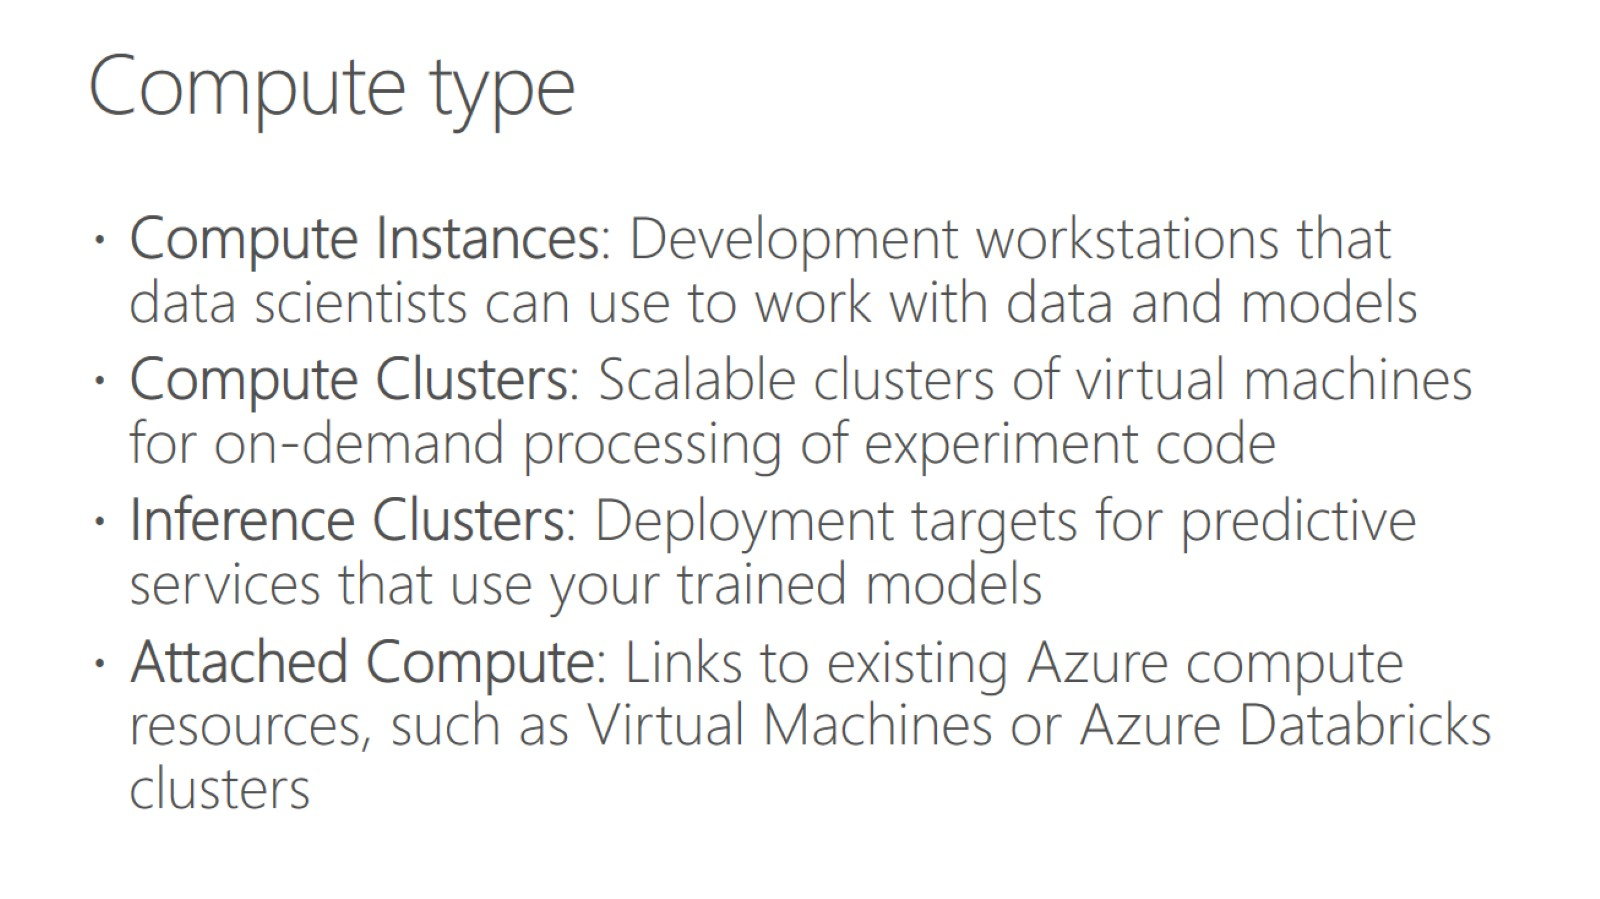 Compute type
• Compute Instances: Development workstations that
data scientists can use to work with data and models
• Compute Clusters: Scalable clusters of virtual machines
for on-demand processing of experiment code
• Inference Clusters: Deployment targets for predictive
services that use your trained models
• Attached Compute: Links to existing Azure compute
resources, such as Virtual Machines or Azure Databricks
clusters